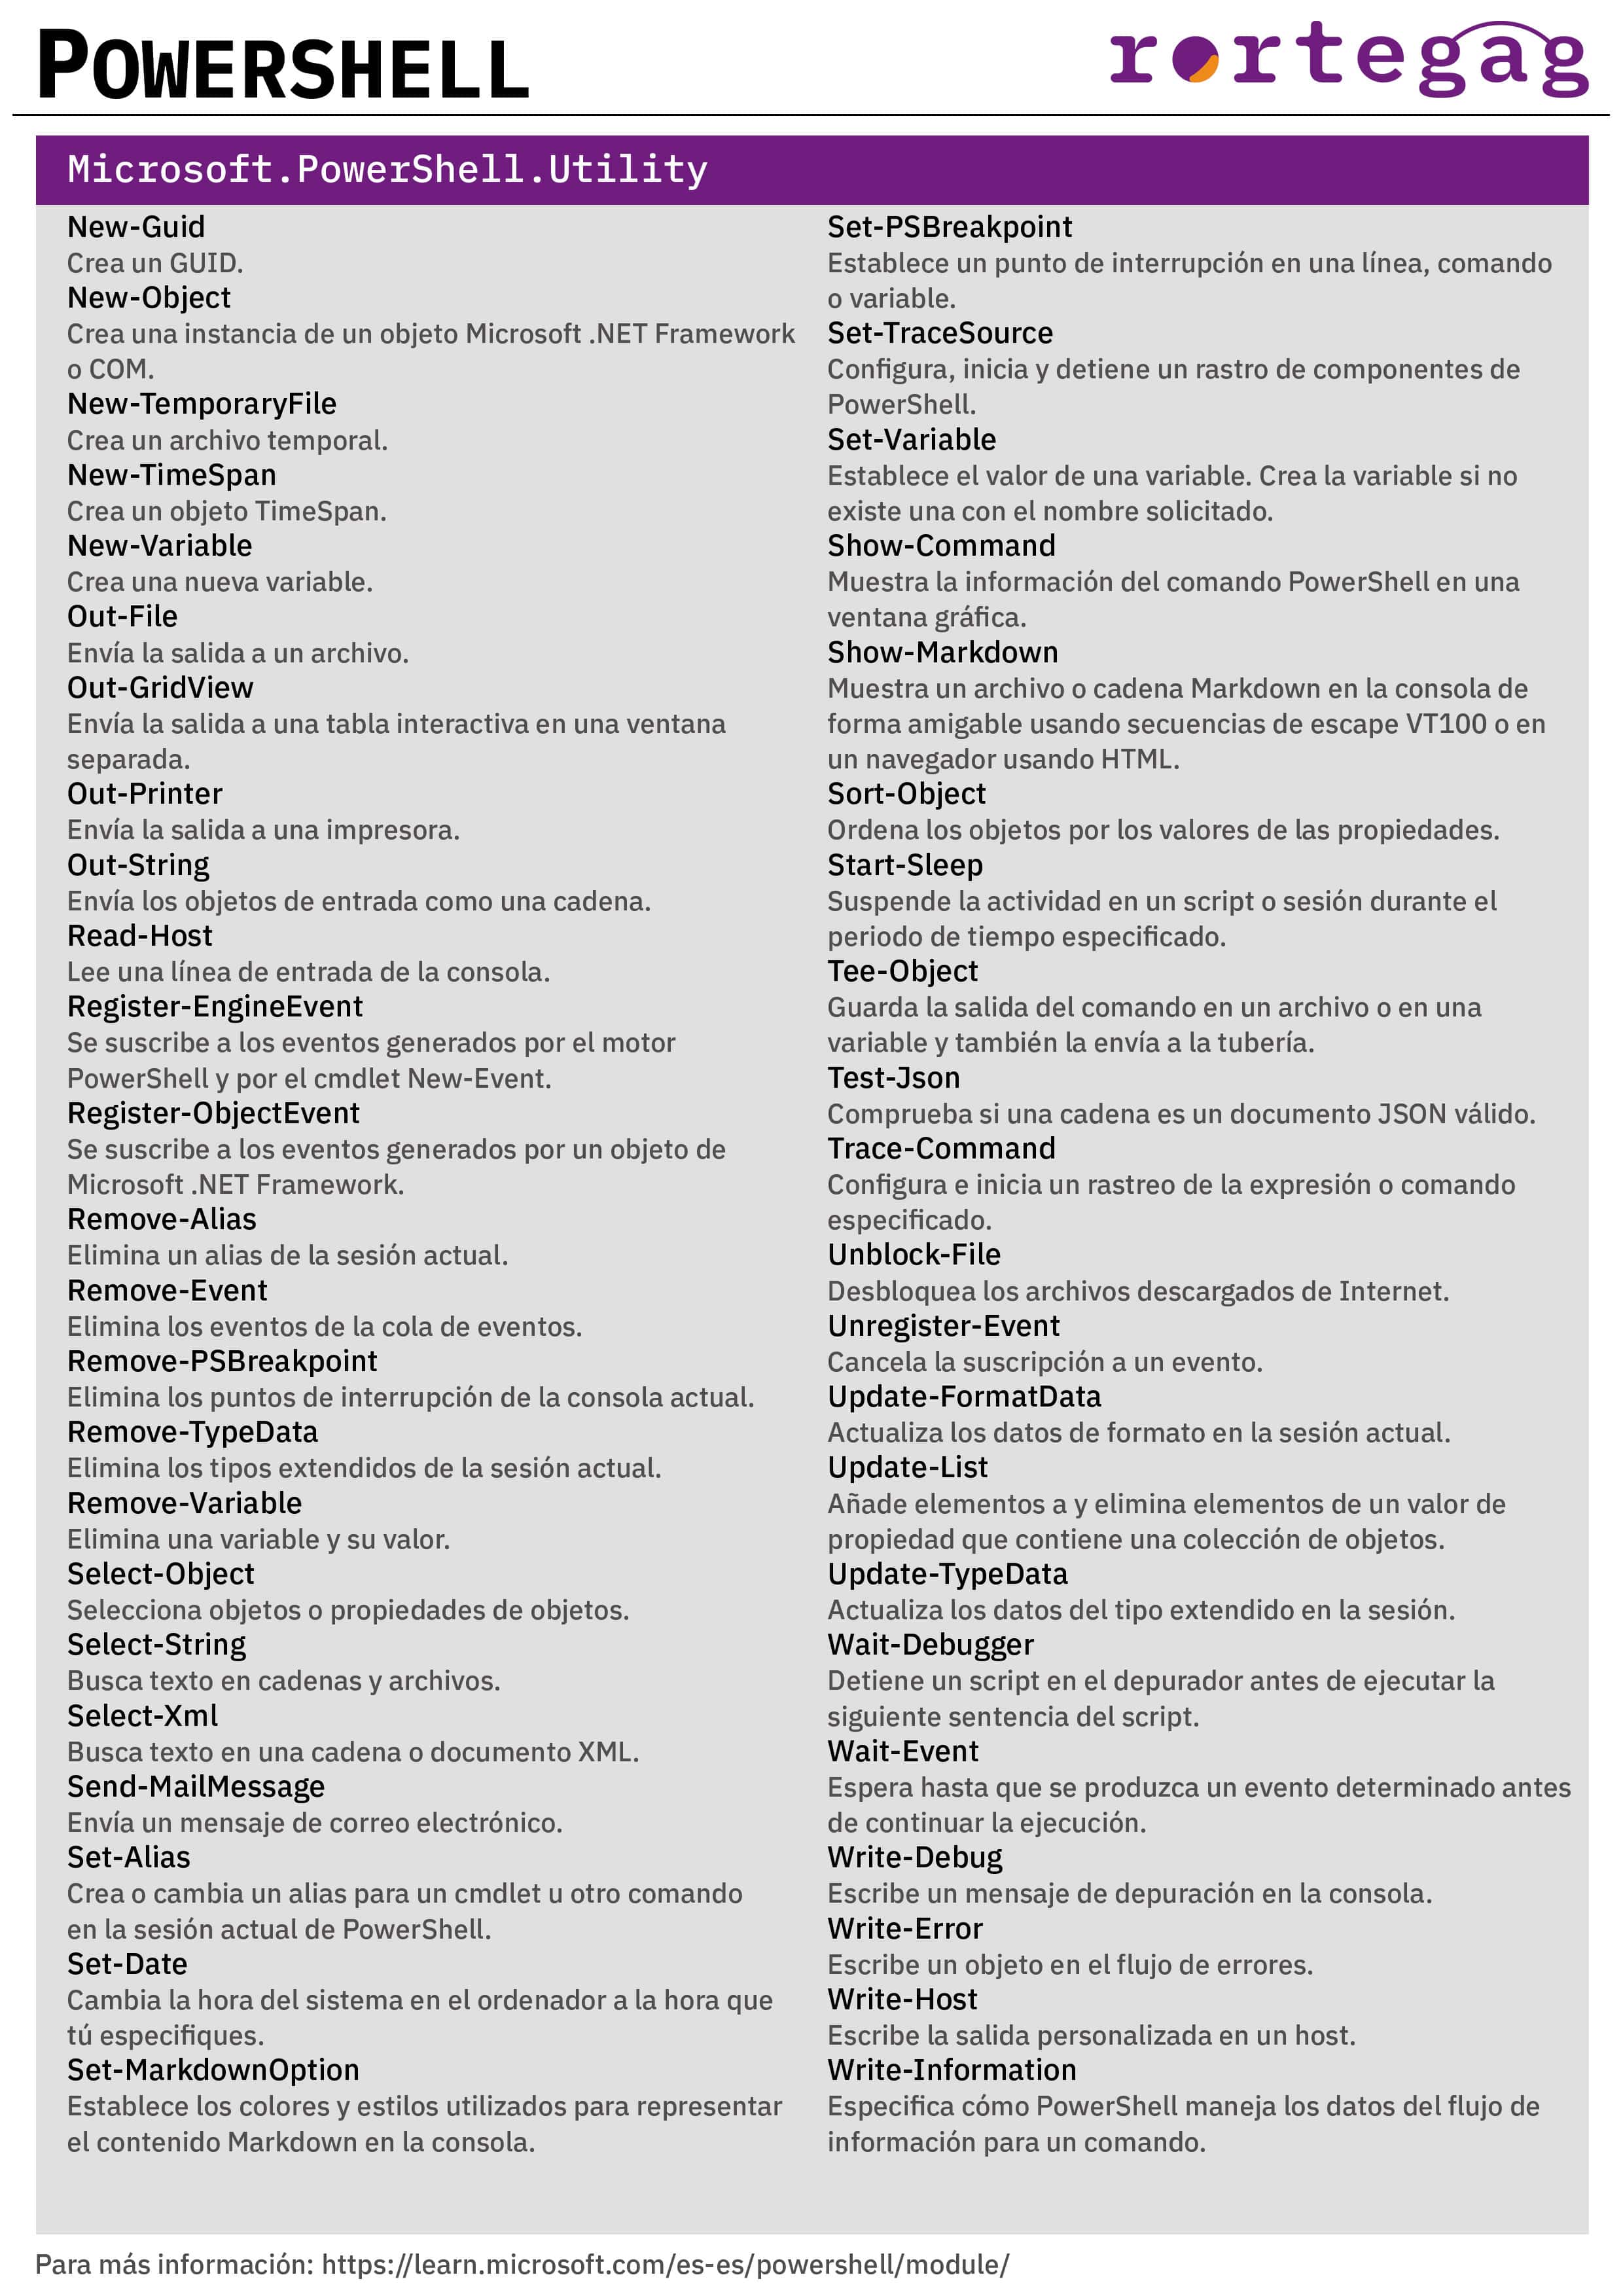 POWERSHELL
rortegag
Microsoft.PowerShell.Utility
New-Guid
Crea un GUID.
New-Object
Crea una instancia de un objeto Microsoft .NET Framework
o COM.
New-TemporaryFile
Crea un archivo temporal.
New-TimeSpan
Crea un objeto TimeSpan.
New-Variable
Crea una nueva variable.
Out-File
Envía la salida a un archivo.
Out-GridView
Envía la salida a una tabla interactiva en una ventana
separada.
Out-Printer
Envía la salida a una impresora.
Out-String
Envía los objetos de entrada como una cadena.
Read-Host
Lee una línea de entrada de la consola.
Register-EngineEvent
Se suscribe a los eventos generados por el motor
PowerShell y por el cmdlet New-Event.
Register-ObjectEvent
Se suscribe a los eventos generados por un objeto de
Microsoft .NET Framework.
Remove-Alias
Elimina un alias de la sesión actual.
Remove-Event
Elimina los eventos de la cola de eventos.
Remove-PSBreakpoint
Elimina los puntos de interrupción de la consola actual.
Remove-TypeData
Elimina los tipos extendidos de la sesión actual.
Remove-Variable
Elimina una variable y su valor.
Select-Object
Selecciona objetos o propiedades de objetos.
Select-String
Busca texto en cadenas y archivos.
Select-Xml
Busca texto en una cadena o documento XML.
Send-MailMessage
Envía un mensaje de correo electrónico.
Set-Alias
Crea o cambia un alias para un cmdlet u otro comando
en la sesión actual de PowerShell.
Set-Date
Cambia la hora del sistema en el ordenador a la hora que
tú especifiques.
Set-MarkdownOption
Establece los colores y estilos utilizados para representar
el contenido Markdown en la consola.
Set-PSBreakpoint
Establece un punto de interrupción en una línea, comando
o variable.
Set-TraceSource
Configura, inicia y detiene un rastro de componentes de
PowerShell.
Set-Variable
Establece el valor de una variable. Crea la variable si no
existe una con el nombre solicitado.
Show-Command
Muestra la información del comando PowerShell en una
ventana gráfica.
Show-Markdown
Muestra un archivo o cadena Markdown en la consola de
forma amigable usando secuencias de escape VT100 o en
un navegador usando HTML.
Sort-Object
Ordena los objetos por los valores de las propiedades.
Start-Sleep
Suspende la actividad en un script o sesión durante el
periodo de tiempo especificado.
Tee-Object
Guarda la salida del comando en un archivo o en una
variable y también la envía a la tubería.
Test-Json
Comprueba si una cadena es un documento JSON válido.
Trace-Command
Configura e inicia un rastreo de la expresión o comando
especificado.
Unblock-File
Desbloquea los archivos descargados de Internet.
Unregister-Event
Cancela la suscripción a un evento.
Update-FormatData
Actualiza los datos de formato en la sesión actual.
Update-List
Añade elementos a y elimina elementos de un valor de
propiedad que contiene una colección de objetos.
Update-TypeData
Actualiza los datos del tipo extendido en la sesión.
Wait-Debugger
Detiene un script en el depurador antes de ejecutar la
siguiente sentencia del script.
Wait-Event
Espera hasta que se produzca un evento determinado antes
de continuar la ejecución.
Write-Debug
Escribe un mensaje de depuración en la consola.
Write-Error
Escribe un objeto en el flujo de errores.
Write-Host
Escribe la salida personalizada en un host.
Write-Information
Especifica cómo PowerShell maneja los datos del flujo de
información para un comando.
Para más información: https://learn.microsoft.com/es-es/powershell/module/